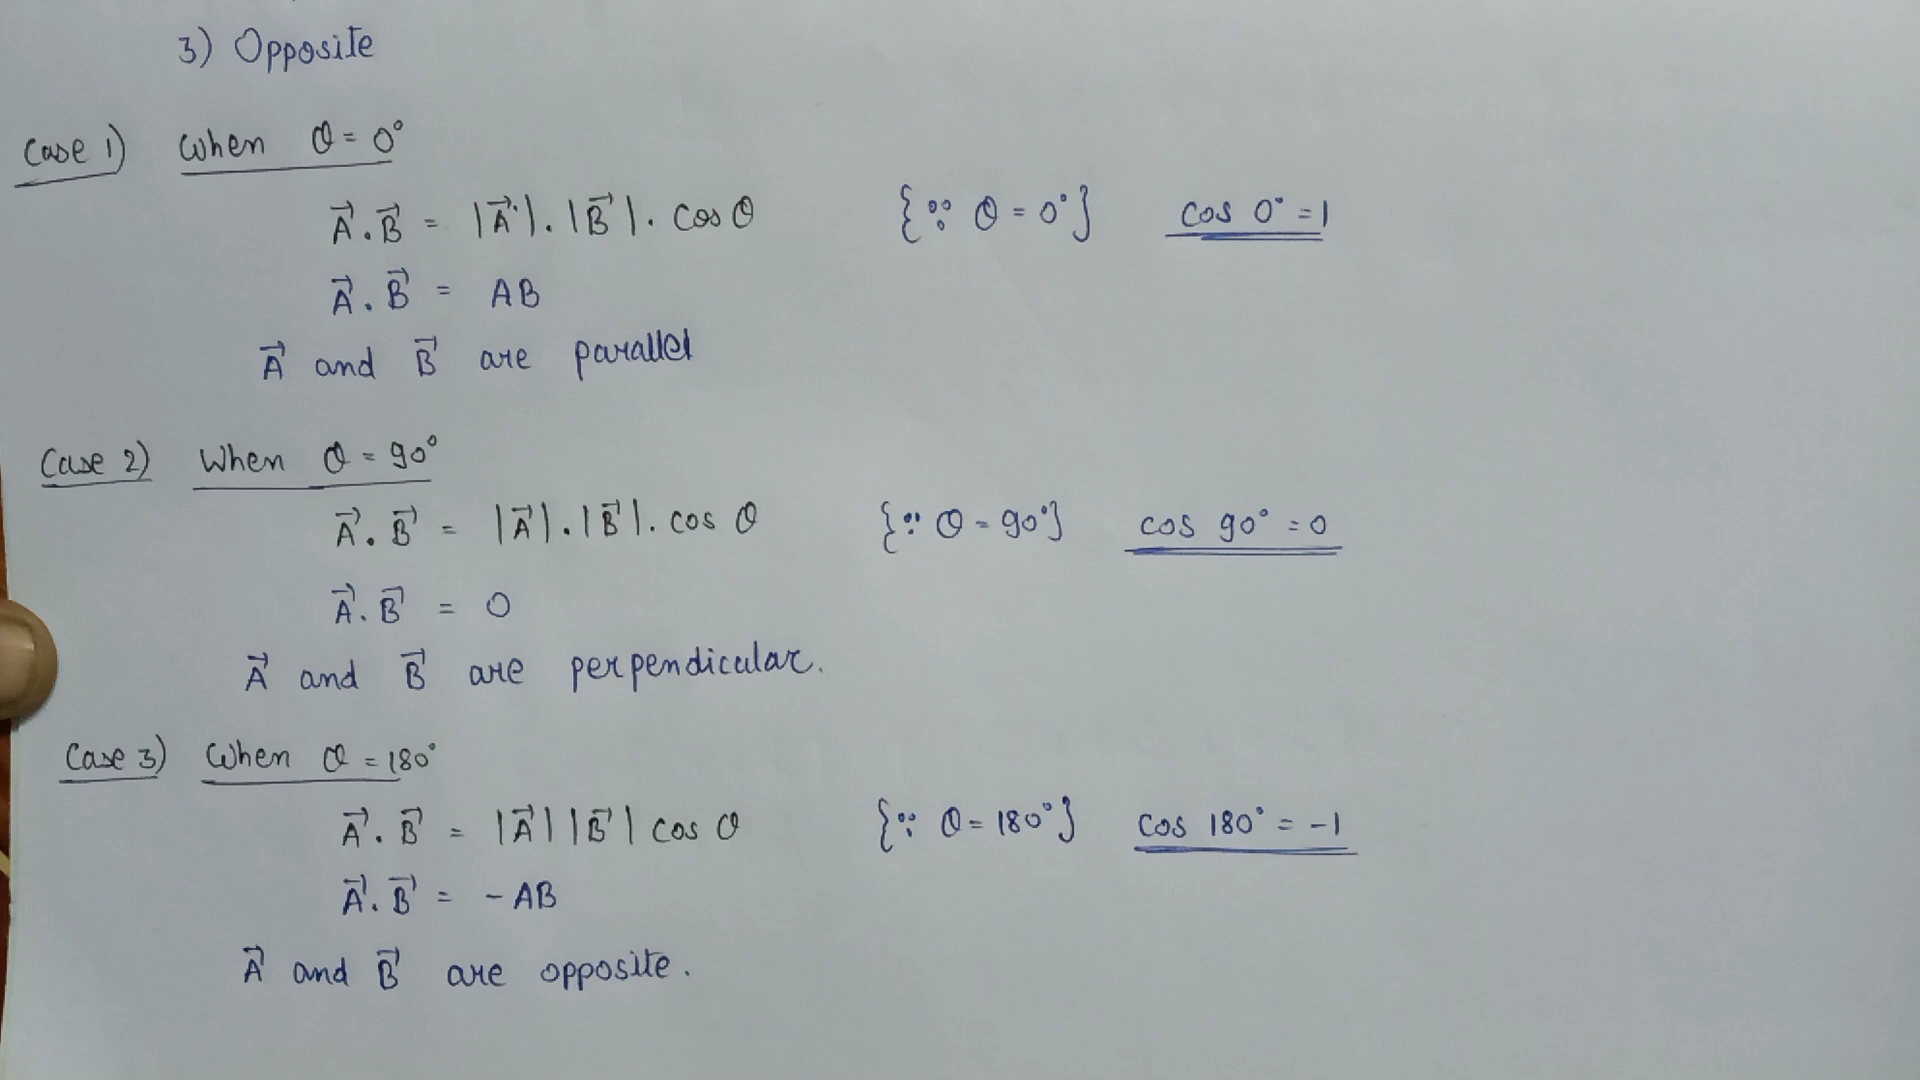 3) Opposite
Case 1) When θ = 0°
A⃗.B⃗ = |A⃗|.|B⃗|. Cos θ {∵ θ = 0°} cos 0° = 1
A⃗.B⃗ = AB
A⃗ and B⃗ are parallel
Case 2) When θ = 90°
A⃗.B⃗ = |A⃗|.|B⃗|. cos θ {∵ θ = 90°} cos 90° = 0
A⃗.B⃗ = 0
A⃗ and B⃗ are perpendicular.
Case 3) When θ = 180°
A⃗.B⃗ = |A⃗||B⃗| cos θ {∵ θ = 180°} cos 180° = -1
A⃗.B⃗ = - AB
A⃗ and B⃗ are opposite.